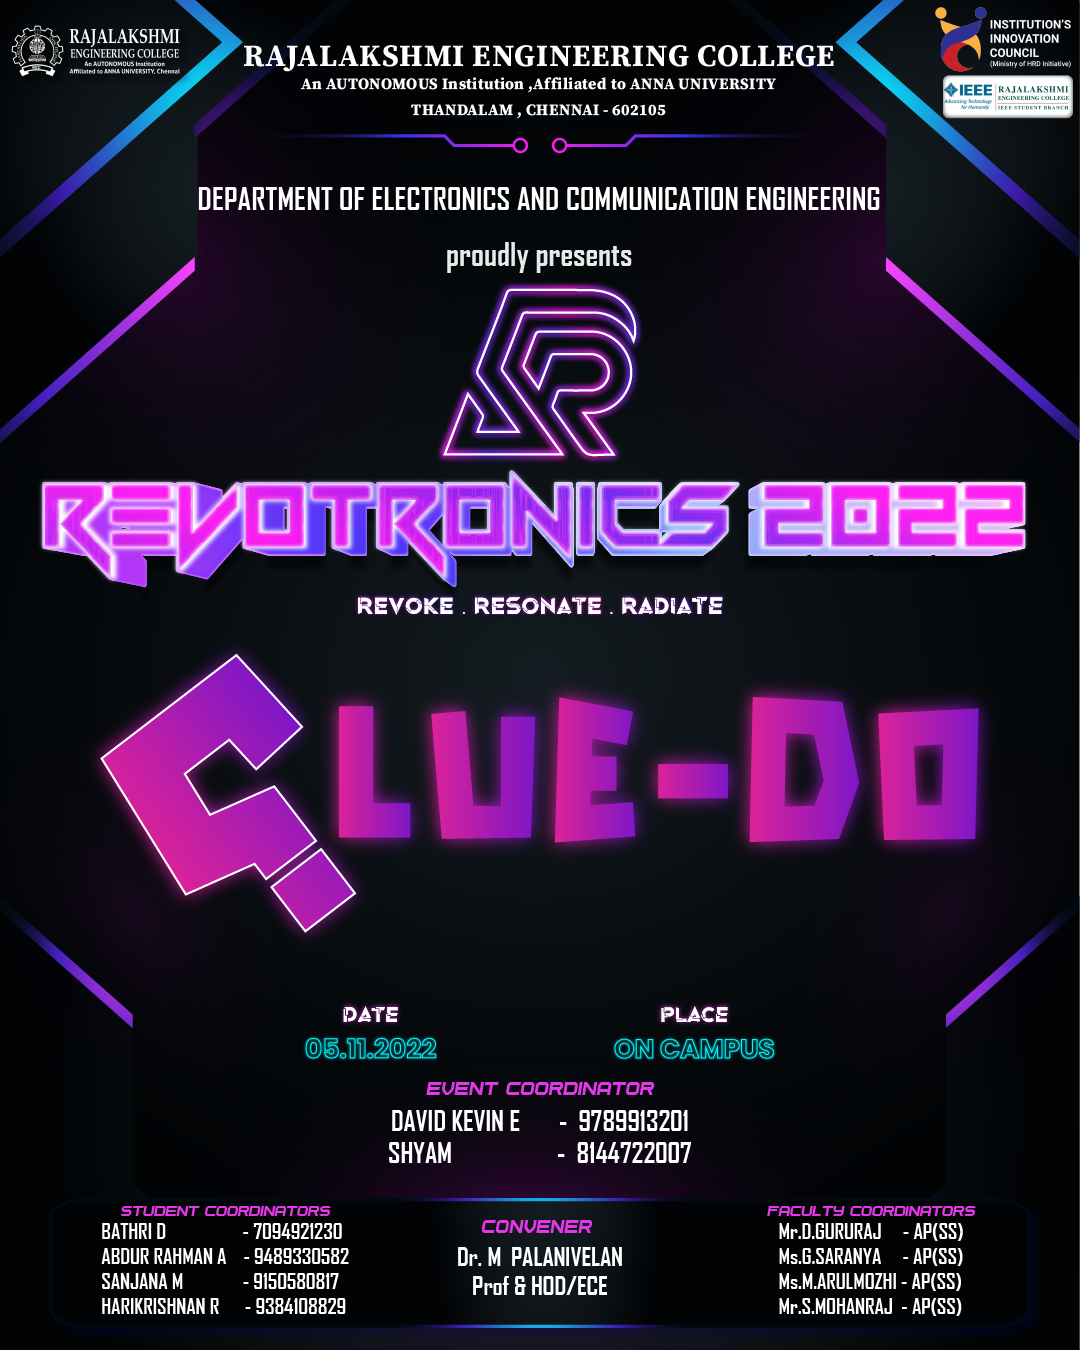 RAJALAKSHMI
ENGINEERING COLLEGE
An AUTONOMOUS Institution
Affiliated to ANNA UNIVERSITY, Chennai
RAJALAKSHMI ENGINEERING COLLEGE
An AUTONOMOUS Institution ,Affiliated to ANNA UNIVERSITY
THANDALAM , CHENNAI - 602105
INSTITUTION'S
INNOVATION
COUNCIL
(Ministry of HRD Initiative)
IEEE
Advancing Technology
for Humanity
RAJALAKSHMI
ENGINEERING COLLEGE
IEEE STUDENT BRANCH
DEPARTMENT OF ELECTRONICS AND COMMUNICATION ENGINEERING
proudly presents
REVOTRONICS 2022
REVOKE . RESONATE . RADIATE
CLUE-DO
DATE
05.11.2022
PLACE
ON CAMPUS
EVENT COORDINATOR
DAVID KEVIN E - 9789913201
SHYAM - 8144722007
STUDENT COORDINATORS
BATHRI D - 7094921230
ABDUR RAHMAN A - 9489330582
SANJANA M - 9150580817
HARIKRISHNAN R - 9384108829
CONVENER
Dr. M PALANIVELAN
Prof & HOD/ECE
FACULTY COORDINATORS
Mr.D.GURURAJ - AP(SS)
Ms.G.SARANYA - AP(SS)
Ms.M.ARULMOZHI - AP(SS)
Mr.S.MOHANRAJ - AP(SS)